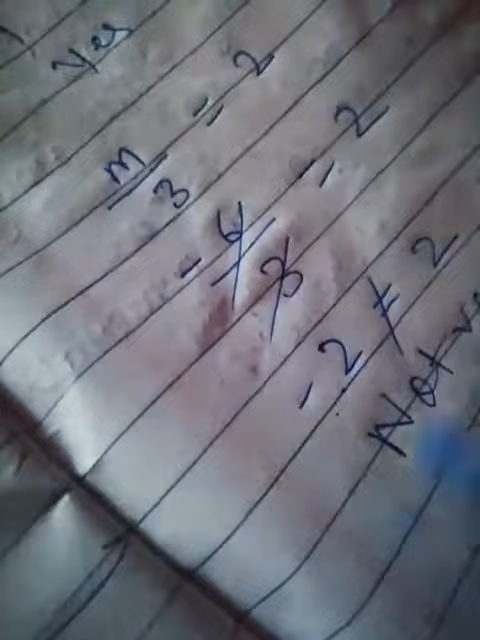 Yes
m/3 = 2
-6/3 = 2
-2 ≠ 2
Not